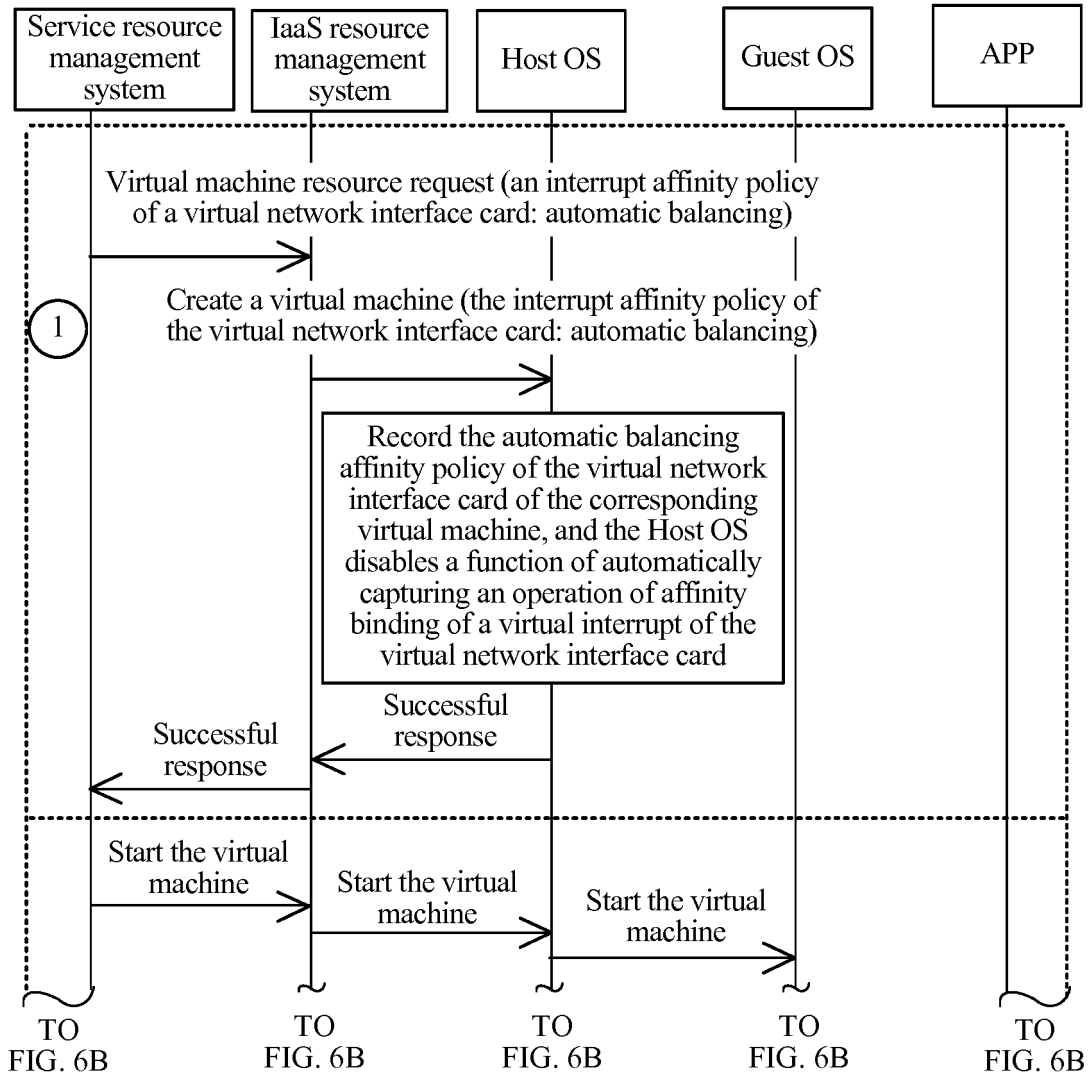 Service resource
management
system
IaaS resource
management
system
Host OS
Guest OS
APP
Virtual machine resource request (an interrupt affinity policy
of a virtual network interface card: automatic balancing)
1
Create a virtual machine (the interrupt affinity policy of
the virtual network interface card: automatic balancing)
Record the automatic balancing
affinity policy of the virtual network
interface card of the corresponding
virtual machine, and the Host OS
disables a function of automatically
capturing an operation of affinity
binding of a virtual interrupt of the
virtual network interface card
Successful
response
Successful
response
Start the virtual
machine
Start the virtual
machine
Start the virtual
machine
TO
FIG. 6B
TO
FIG. 6B
TO
FIG. 6B
TO
FIG. 6B
TO
FIG. 6B